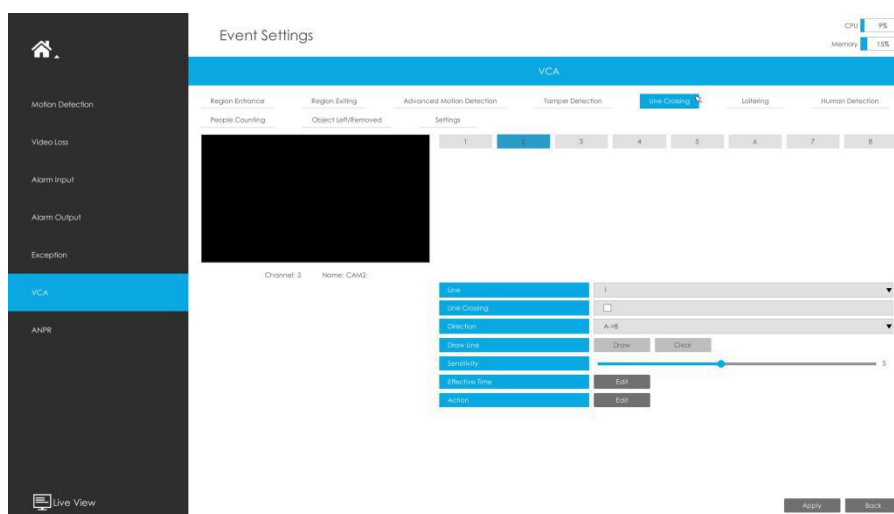 Event Settings
CPU 9%
Memory 15%
VCA
Motion Detection
Video Loss
Alarm Input
Alarm Output
Exception
VCA
ANPR
Live View
Region Entrance Region Exiting Advanced Motion Detection Tamper Detection Line Crossing Loitering Human Detection
People Counting Object Left/Removed Settings
1 2 3 4 5 6 7 8
Channel: 2 Name: CAM2
Line 1
Line Crossing
Direction A->B
Draw Line Draw Clear
Sensitivity 5
Effective Time Edit
Action Edit
Apply Back